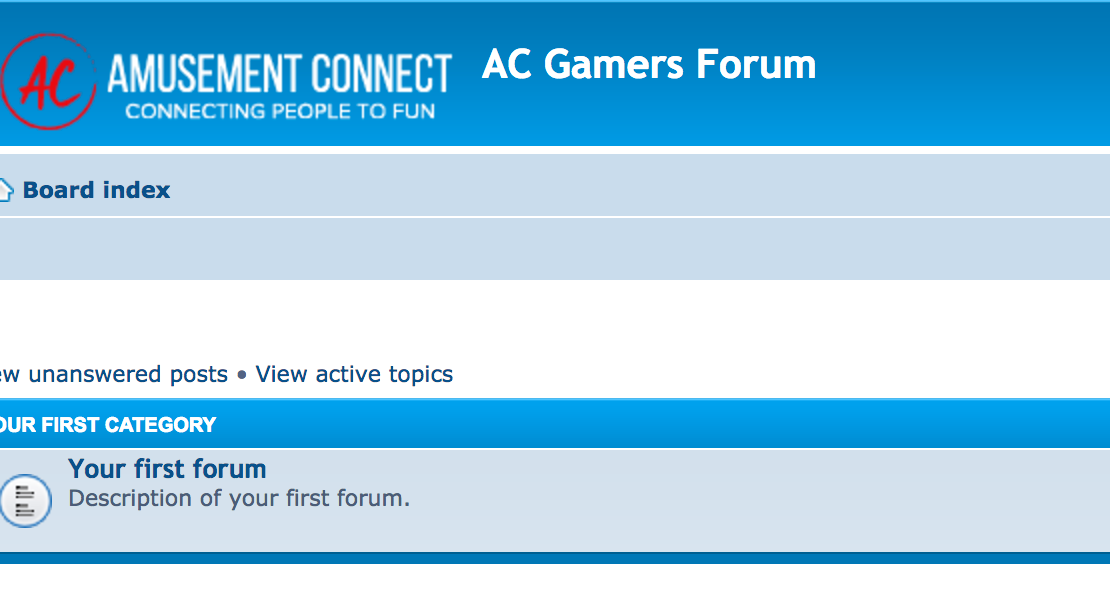 AC
AMUSEMENT CONNECT
CONNECTING PEOPLE TO FUN
AC Gamers Forum
Board index
ew unanswered posts • View active topics
OUR FIRST CATEGORY
Your first forum
Description of your first forum.